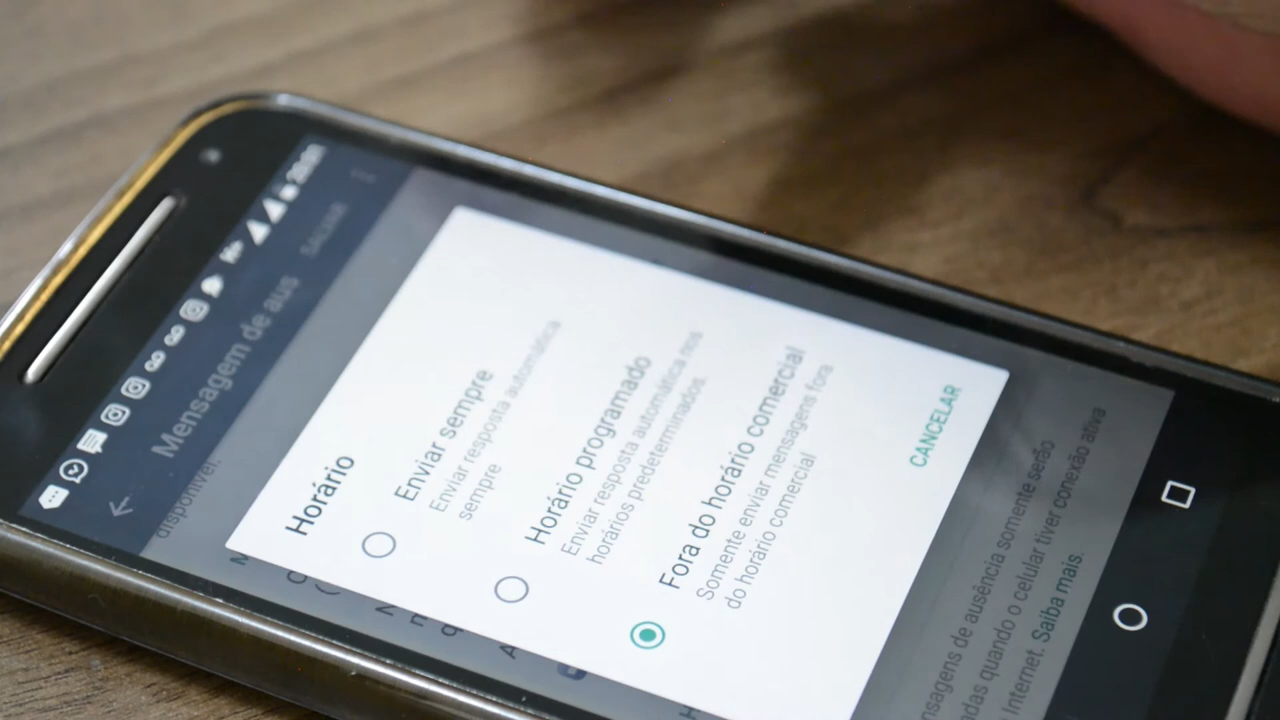 Mensagem de aus
SALVAR
disponível.
Horário
Enviar sempre
Enviar resposta automática
sempre
Horário programado
Enviar resposta automática nos
horários predeterminados.
Fora do horário comercial
Somente enviar mensagens fora
do horário comercial
CANCELAR
nsagens de ausência somente serão
adas quando o celular tiver conexão ativa
Internet. Saiba mais.